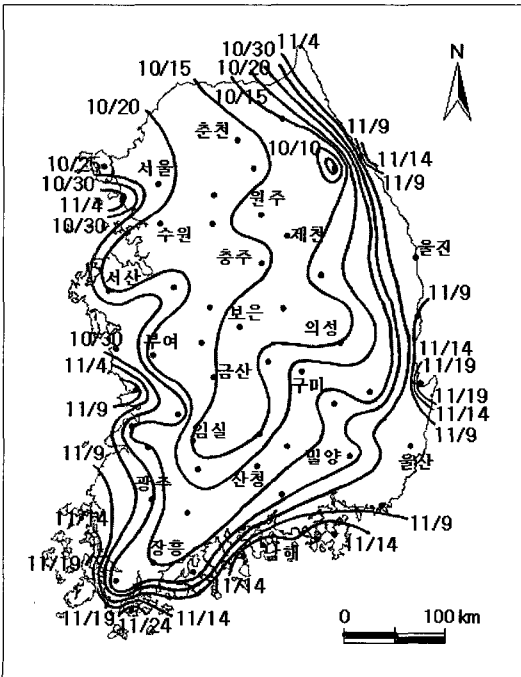 10/30 11/4
10/15 10/20
N
10/15
10/20
11/9
춘천
10/10
11/14
서울
11/9
10/30
11/4
원주
10/30
수원
제천
충주
울진
서산
11/9
보은
의성
10/30
부여
11/14
11/4
11/19
금산
구미
11/9
11/19
11/14
임실
11/9
11/9
밀양
울산
광주
산청
11/14
11/9
장흥
남해
11/14
11/19
11/14
11/19
11/24
11/14
0 100 km